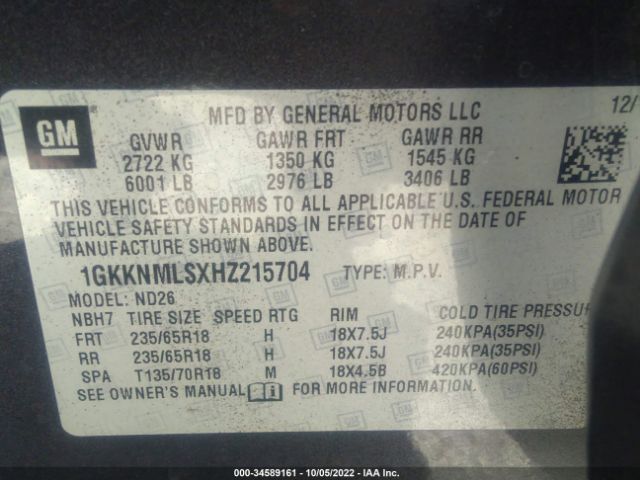 GM
MFD BY GENERAL MOTORS LLC 12/
GVWR GAWR FRT GAWR RR
2722 KG 1350 KG 1545 KG
6001 LB 2976 LB 3406 LB
THIS VEHICLE CONFORMS TO ALL APPLICABLE U.S. FEDERAL MOTOR
VEHICLE SAFETY STANDARDS IN EFFECT ON THE DATE OF
MANUFACTURE SHOWN ABOVE.
1GKKNMLSXHZ215704 TYPE: M.P.V.
MODEL: ND26
NBH7 TIRE SIZE SPEED RTG RIM COLD TIRE PRESSUR
FRT 235/65R18 H 18X7.5J 240KPA(35PSI)
RR 235/65R18 H 18X7.5J 240KPA(35PSI)
SPA T135/70R18 M 18X4.5B 420KPA(60PSI)
SEE OWNER'S MANUAL FOR MORE INFORMATION.
000-34589161 - 10/05/2022 - IAA Inc.